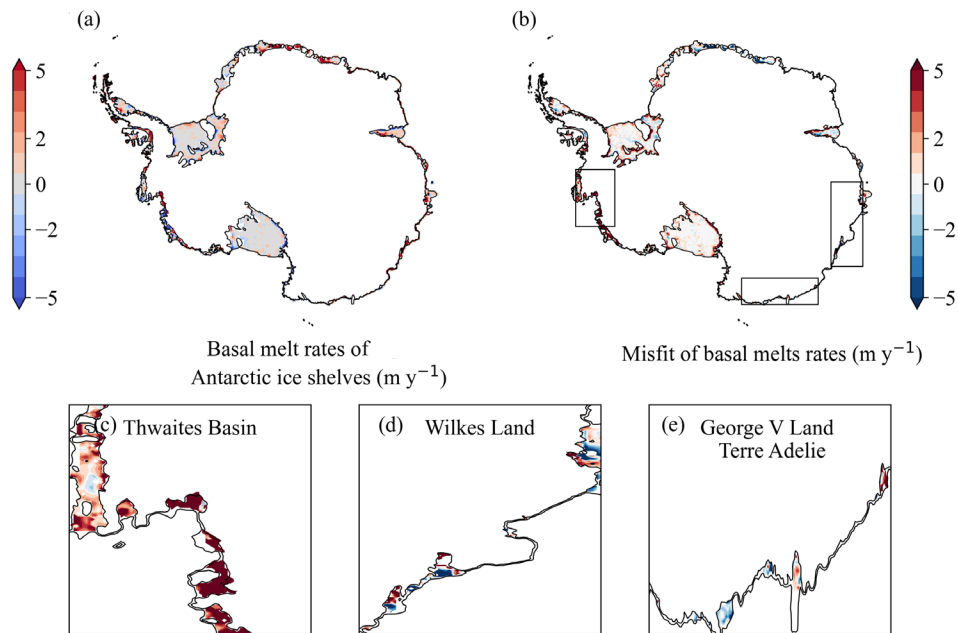 (a)
(b)
5
2
0
−2
−5
5
2
0
−2
−5
Basal melt rates of
Antarctic ice shelves (m y⁻¹)
Misfit of basal melts rates (m y⁻¹)
(c) Thwaites Basin
(d) Wilkes Land
(e) George V Land
Terre Adelie